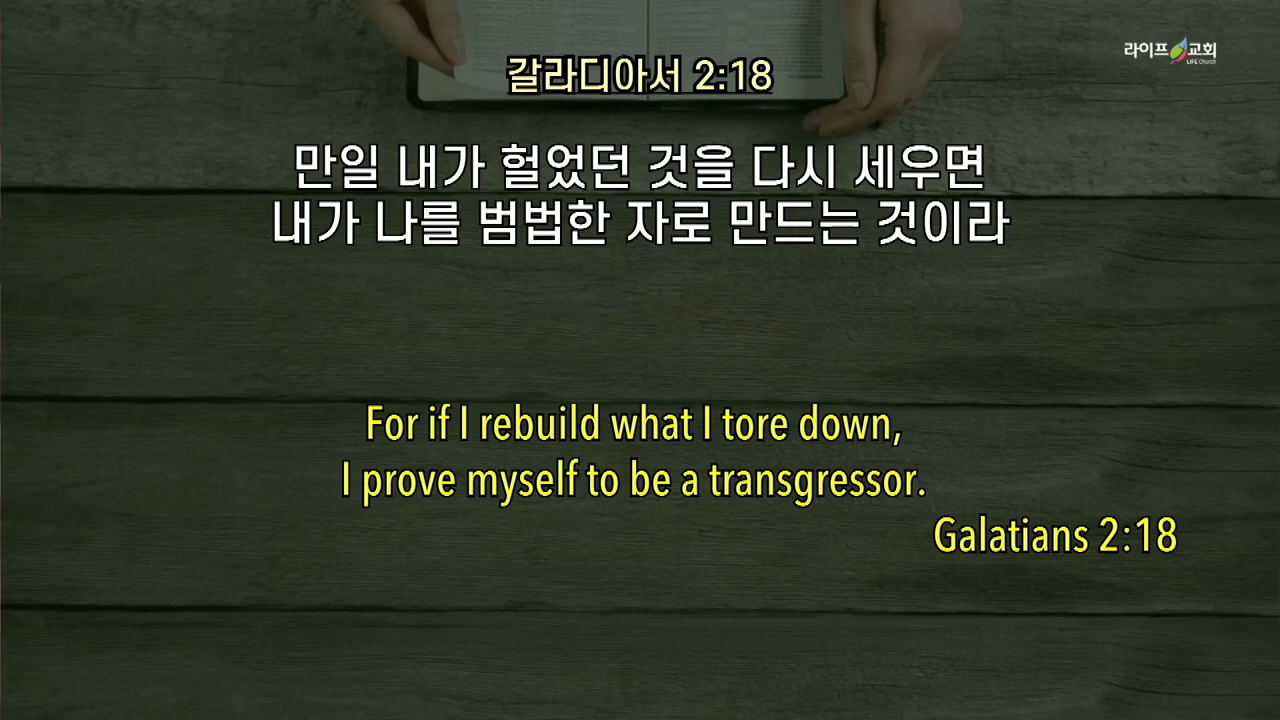 라이프 교회
LIFE Church
갈라디아서 2:18
만일 내가 헐었던 것을 다시 세우면
내가 나를 범법한 자로 만드는 것이라
For if I rebuild what I tore down,
I prove myself to be a transgressor.
Galatians 2:18